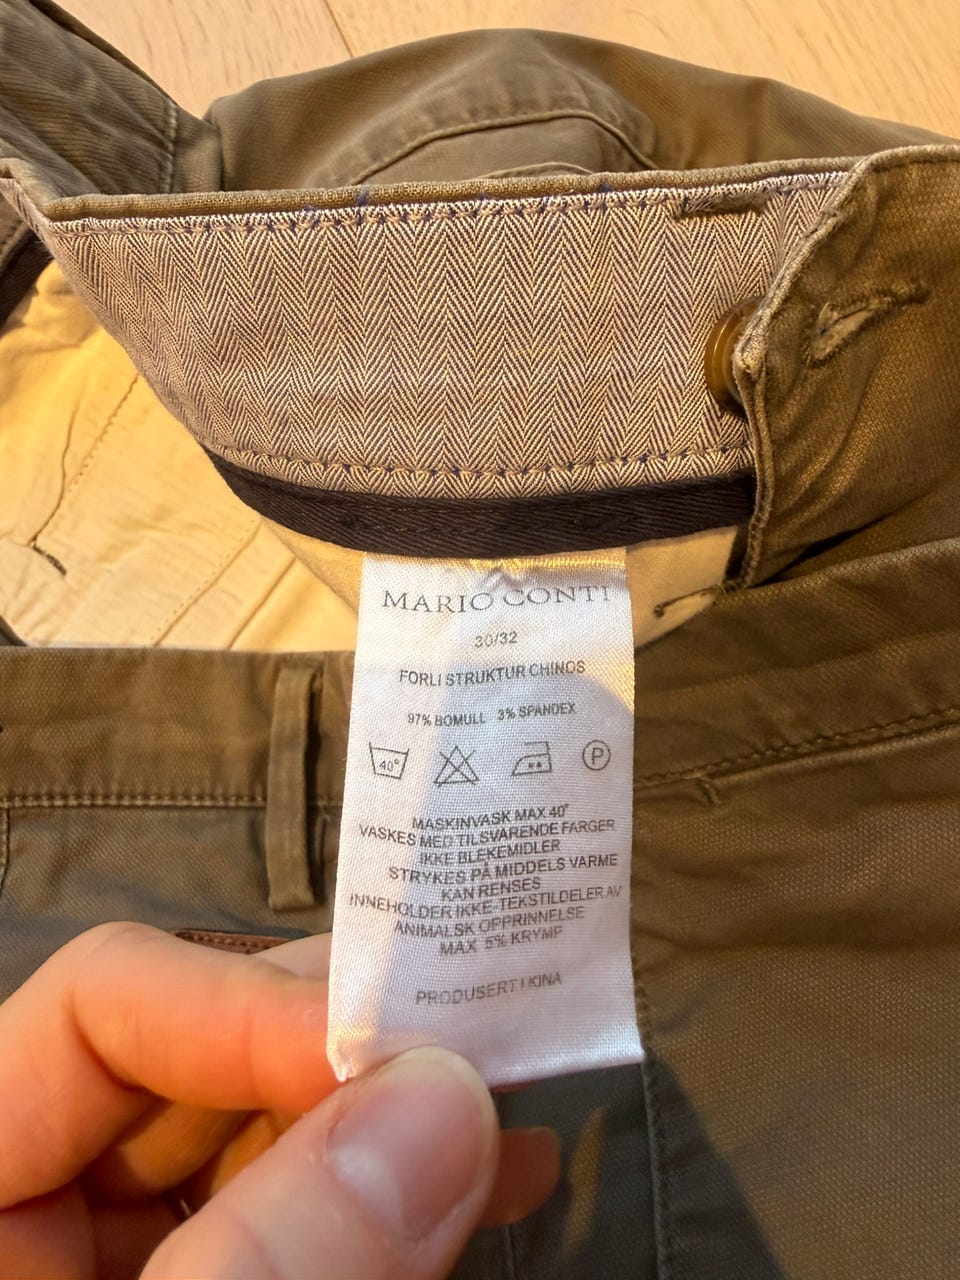 MARIO CONTI
30/32
FORLI STRUKTUR CHINOS
97% BOMULL 3% SPANDEX
40° P
MASKINVASK MAX 40°
VASKES MED TILSVARENDE FARGER
IKKE BLEKEMIDLER
STRYKES PÅ MIDDELS VARME
KAN RENSES
INNEHOLDER IKKE TEKSTILDELER AV
ANIMALSK OPPRINNELSE
MAX 5% KRYMP
PRODUSERT I KINA